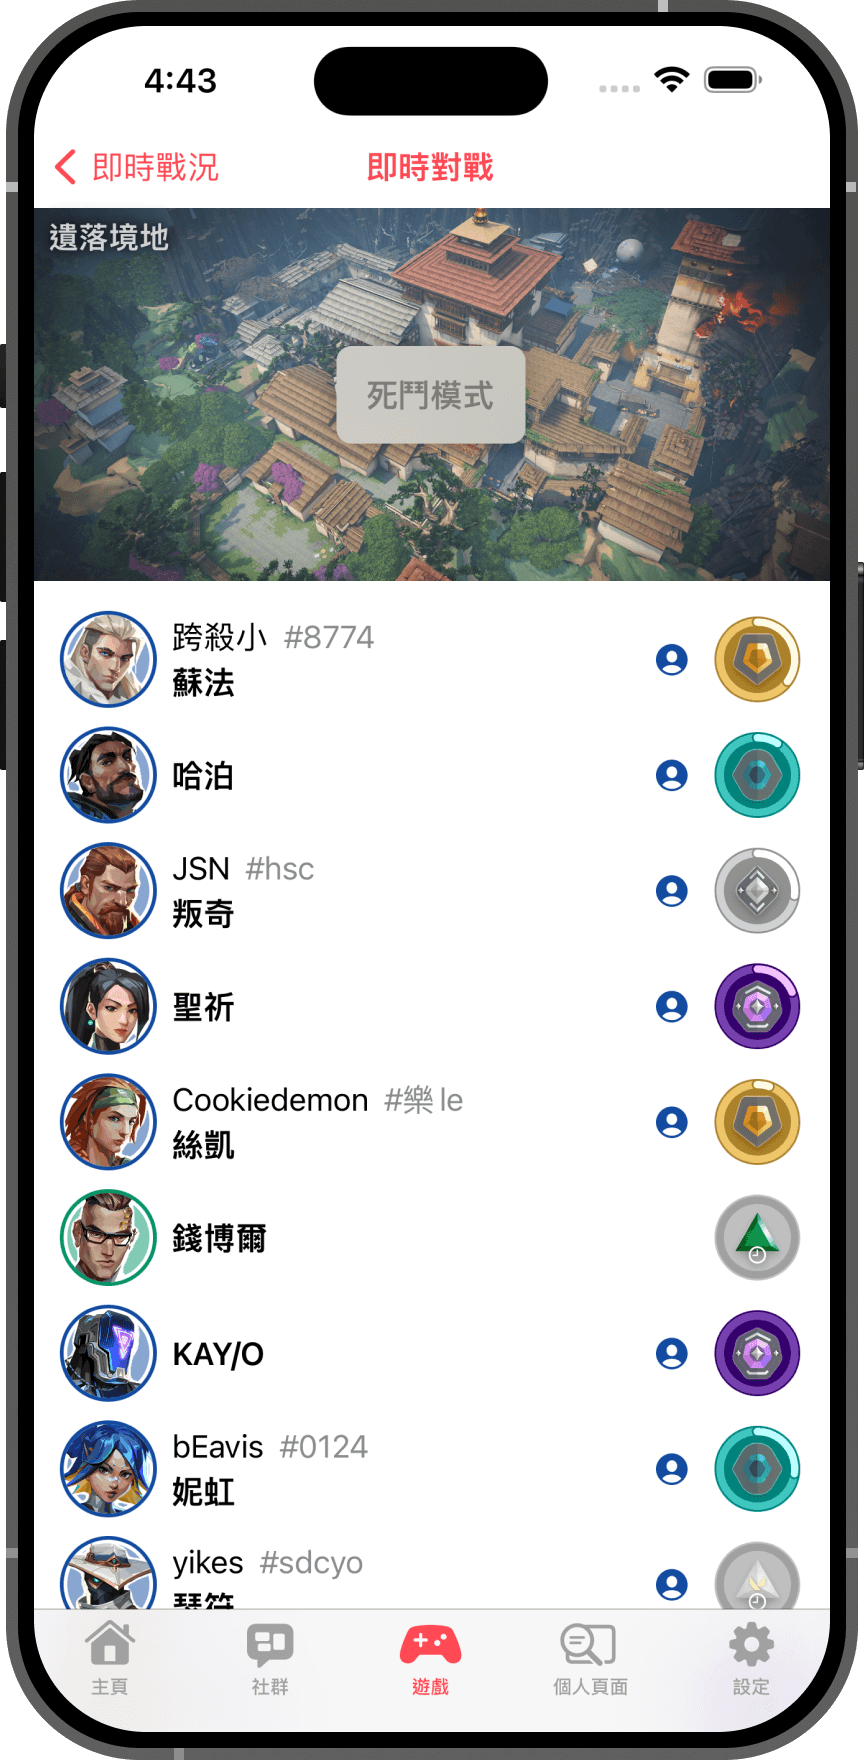 4:43
即時戰況
即時對戰
遺落境地
死鬥模式
跨殺小 #8774
蘇法
哈泊
JSN #hsc
叛奇
聖祈
Cookiedemon #樂le
絲凱
錢博爾
KAY/O
bEavis #0124
妮虹
yikes #sdcyo
主頁
社群
遊戲
個人頁面
設定